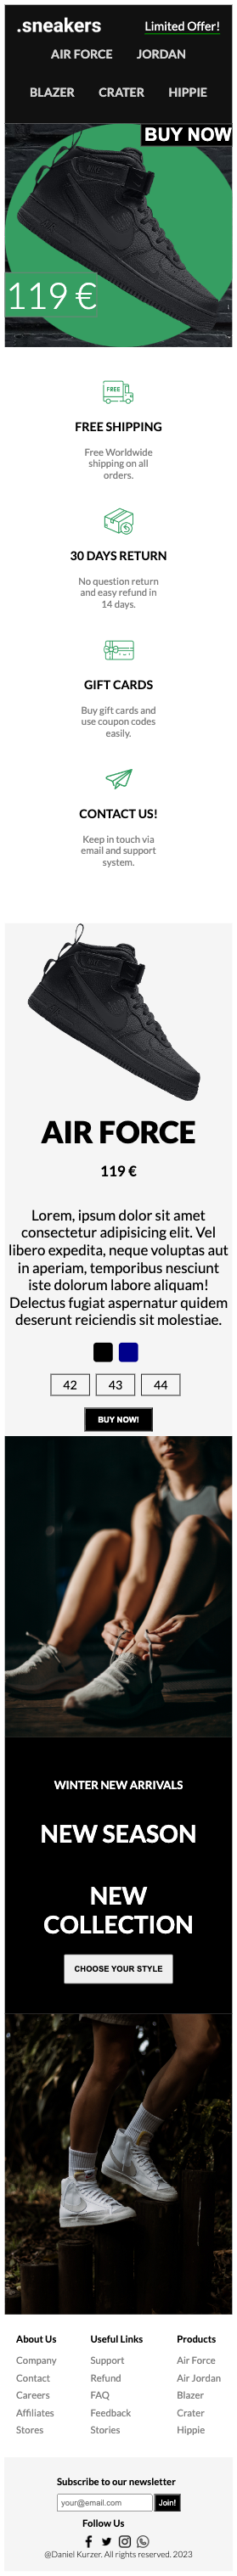 .sneakers
Limited Offer!
AIR FORCE JORDAN
BLAZER CRATER HIPPIE
BUY NOW
119 €
FREE
FREE SHIPPING
Free Worldwide
shipping on all
orders.
30 DAYS RETURN
No question return
and easy refund in
14 days.
GIFT CARDS
Buy gift cards and
use coupon codes
easily.
CONTACT US!
Keep in touch via
email and support
system.
AIR FORCE
119 €
Lorem, ipsum dolor sit amet
consectetur adipisicing elit. Vel
libero expedita, neque voluptas aut
in aperiam, temporibus nesciunt
iste dolorum labore aliquam!
Delectus fugiat aspernatur quidem
deserunt reiciendis sit molestiae.
42 43 44
BUY NOW!
WINTER NEW ARRIVALS
NEW SEASON
NEW
COLLECTION
CHOOSE YOUR STYLE
About Us Useful Links Products
Company Support Air Force
Contact Refund Air Jordan
Careers FAQ Blazer
Affiliates Feedback Crater
Stores Stories Hippie
Subscribe to our newsletter
your@email.com Join!
Follow Us
@Daniel Kurzer. All rights reserved. 2023